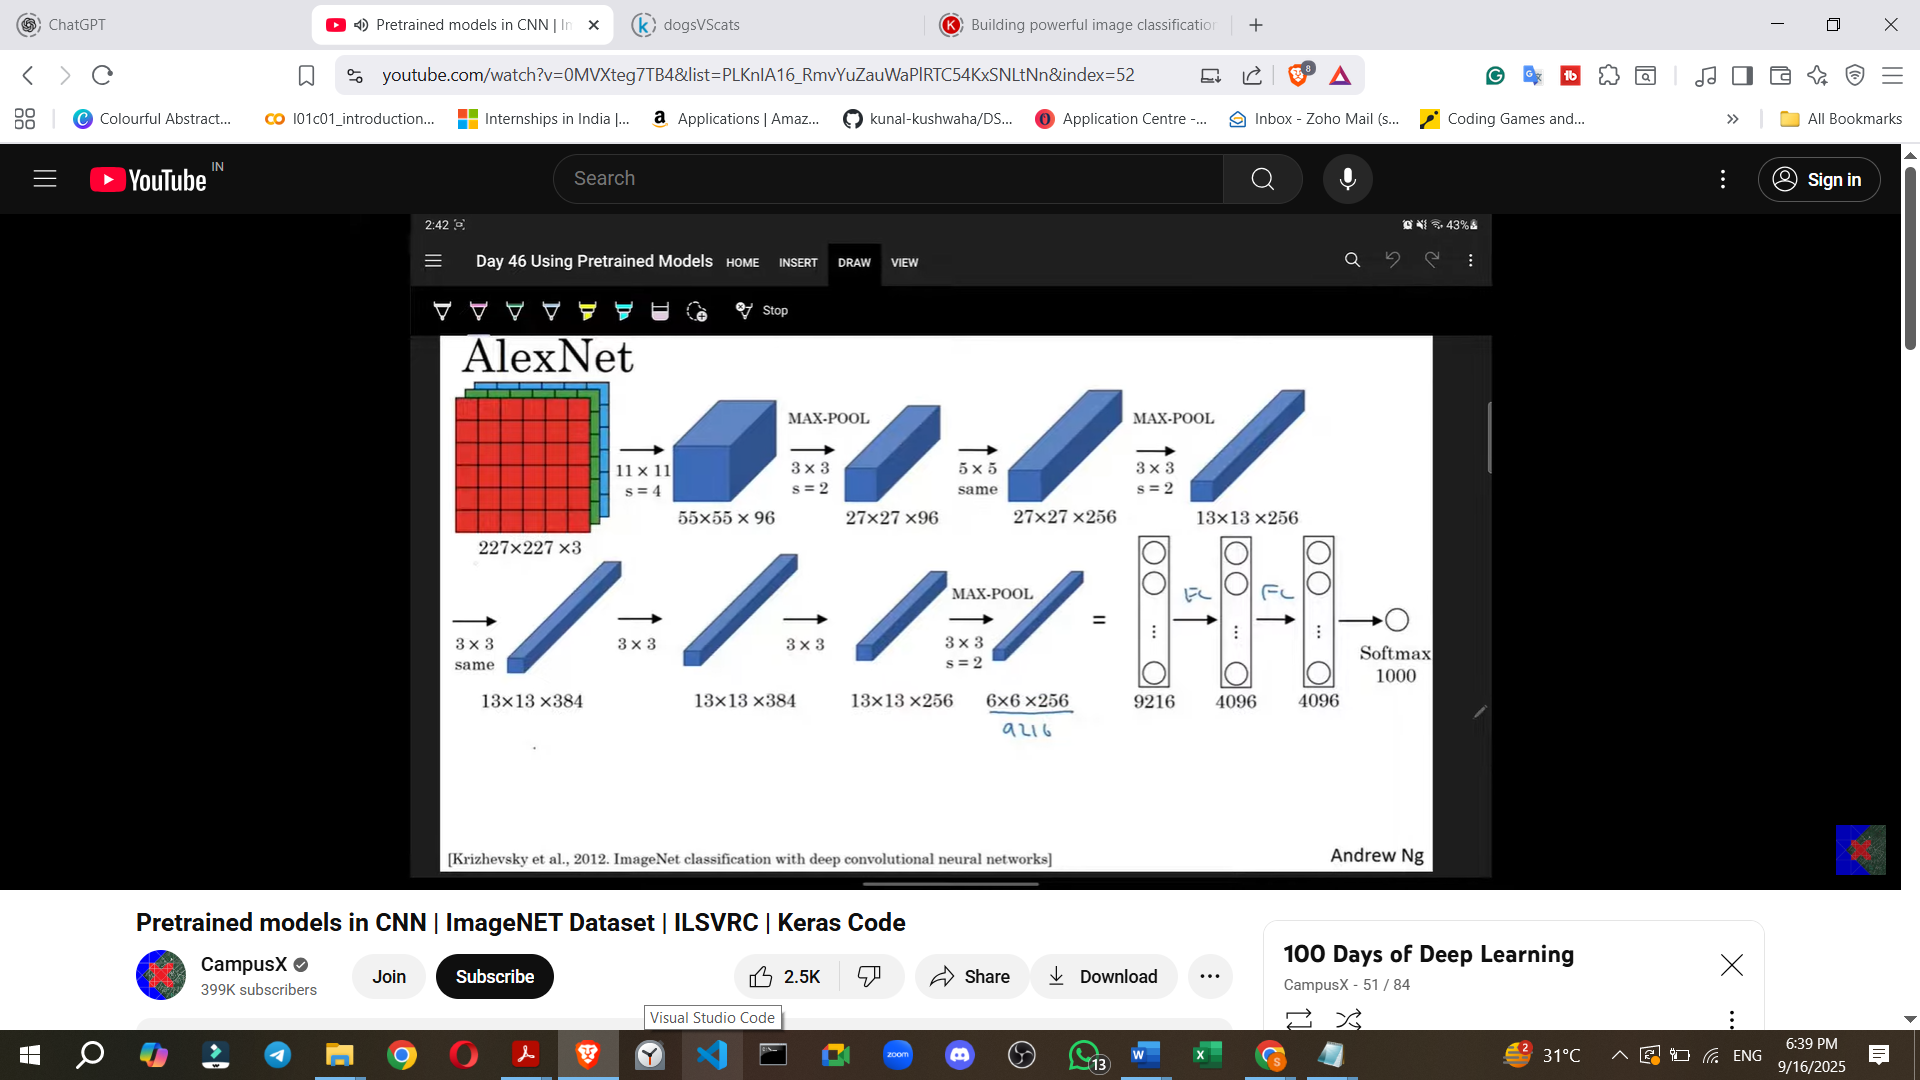 ChatGPT
Pretrained models in CNN | Im
dogsVScats
Building powerful image classification
youtube.com/watch?v=0MVXteg7TB4&list=PLKnIA16_RmvYuZauWaPlRTC54KxSNLtNn&index=52
8
Colourful Abstract...
l01c01_introduction...
Internships in India |...
Applications | Amaz...
kunal-kushwaha/DS...
Application Centre -...
Inbox - Zoho Mail (s...
Coding Games and...
»
All Bookmarks
YouTube IN
Search
Sign in
2:42
43%
Day 46 Using Pretrained Models
HOME
INSERT
DRAW
VIEW
Stop
AlexNet
MAX-POOL
MAX-POOL
11 × 11
s = 4
3 × 3
s = 2
5 × 5
same
3 × 3
s = 2
227×227 ×3
55×55 × 96
27×27 ×96
27×27 ×256
13×13 ×256
MAX-POOL
FC
FC
3 × 3
same
3 × 3
3 × 3
3 × 3
s = 2
=
Softmax
1000
13×13 ×384
13×13 ×384
13×13 ×256
6×6 ×256
9216
4096
4096
9216
[Krizhevsky et al., 2012. ImageNet classification with deep convolutional neural networks]
Andrew Ng
Pretrained models in CNN | ImageNET Dataset | ILSVRC | Keras Code
CampusX
399K subscribers
Join
Subscribe
2.5K
Share
Download
100 Days of Deep Learning
CampusX - 51 / 84
Visual Studio Code
zoom
13
2
31°C
ENG
6:39 PM
9/16/2025